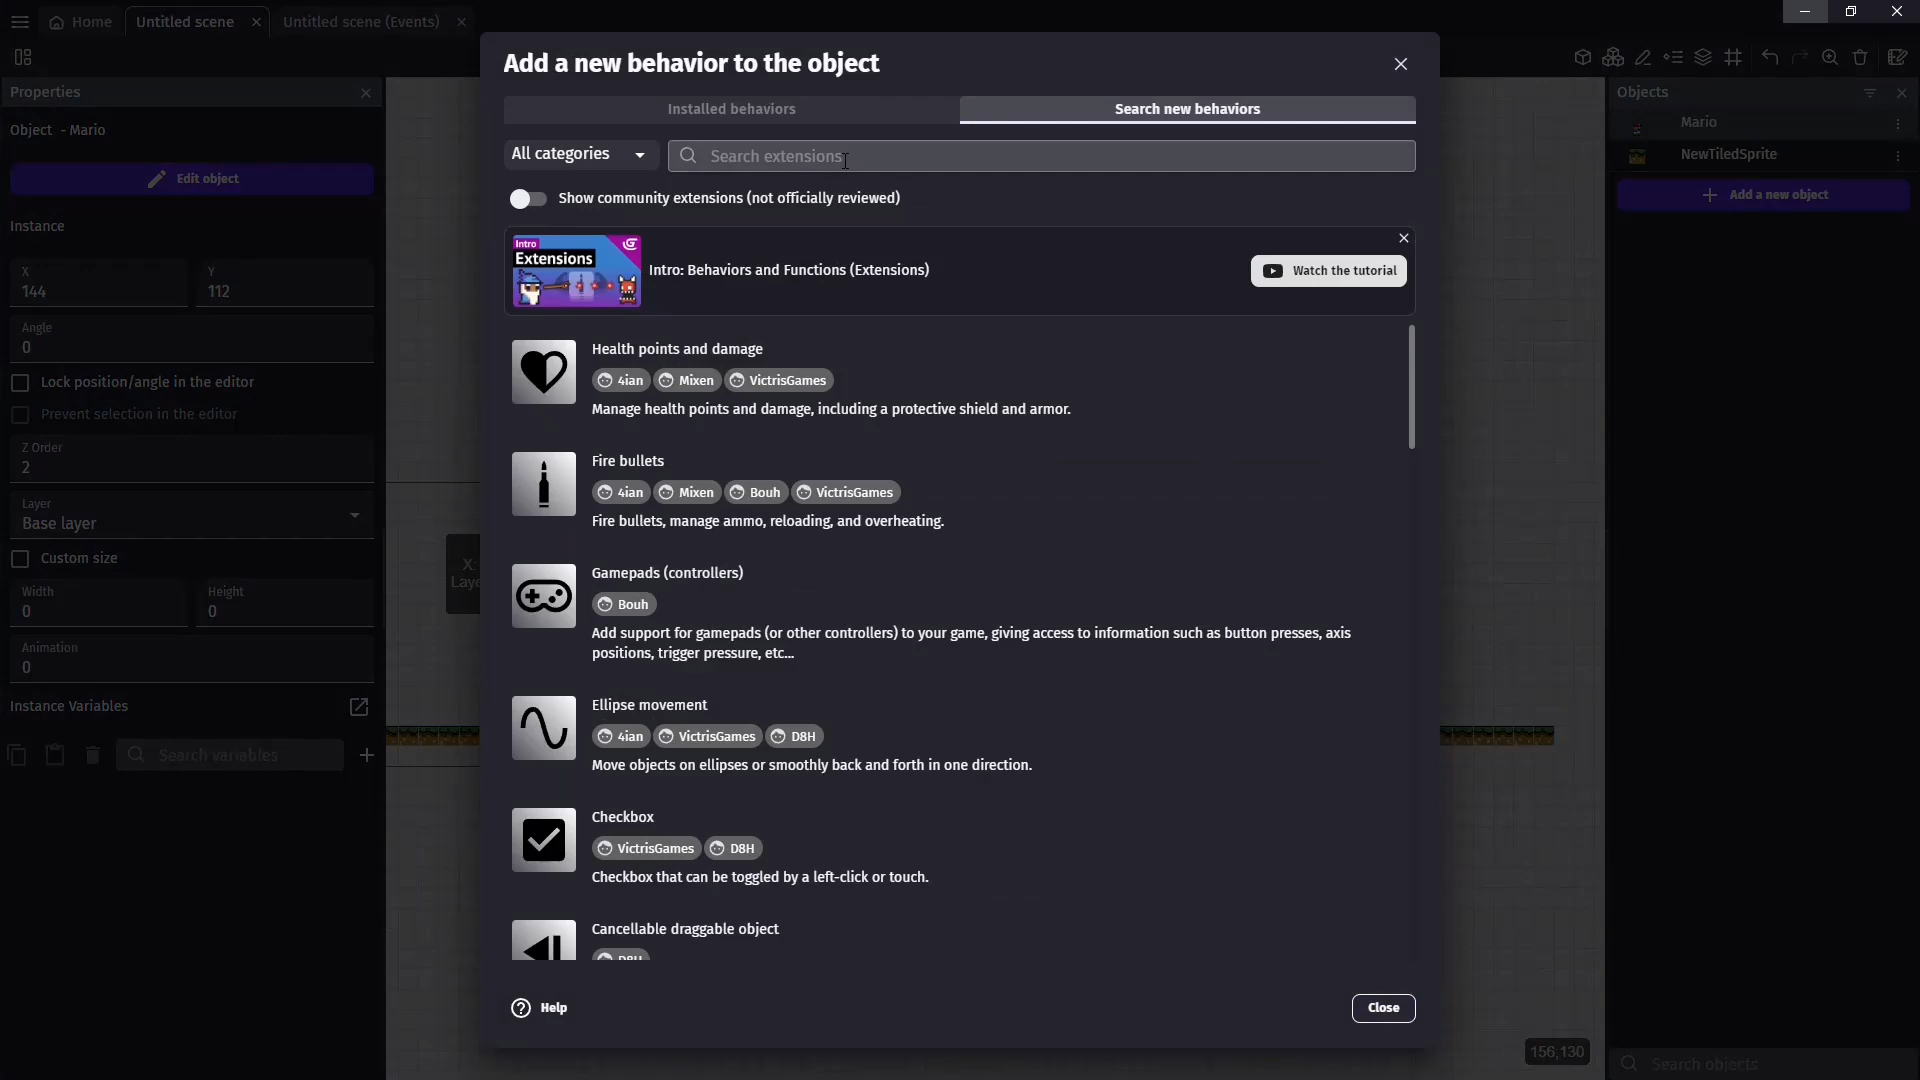 Home
Untitled scene
Untitled scene (Events)
Properties
Object - Mario
Edit object
Instance
X
144
Y
112
Angle
0
Lock position/angle in the editor
Prevent selection in the editor
Z Order
2
Layer
Base layer
Custom size
Width
0
Height
0
Animation
0
Instance Variables
Search variables
X:
Laye
Add a new behavior to the object
Installed behaviors
Search new behaviors
All categories
Search extensions
Show community extensions (not officially reviewed)
Intro
Extensions
Intro: Behaviors and Functions (Extensions)
Watch the tutorial
Health points and damage
4ian Mixen VictrisGames
Manage health points and damage, including a protective shield and armor.
Fire bullets
4ian Mixen Bouh VictrisGames
Fire bullets, manage ammo, reloading, and overheating.
Gamepads (controllers)
Bouh
Add support for gamepads (or other controllers) to your game, giving access to information such as button presses, axis
positions, trigger pressure, etc...
Ellipse movement
4ian VictrisGames D8H
Move objects on ellipses or smoothly back and forth in one direction.
Checkbox
VictrisGames D8H
Checkbox that can be toggled by a left-click or touch.
Cancellable draggable object
D8H
Help
Close
Objects
Mario
NewTiledSprite
Add a new object
156;130
Search objects